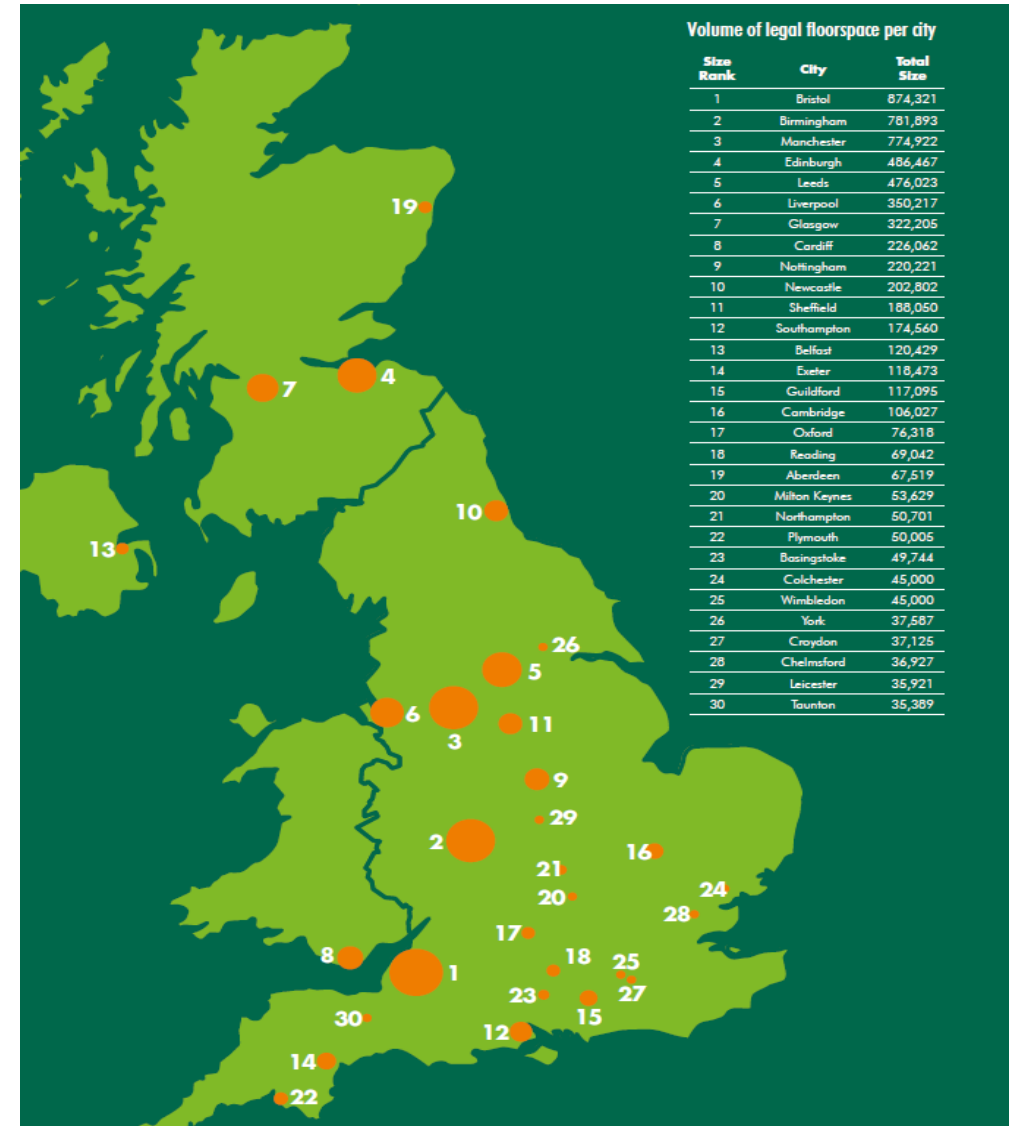 Volume of legal floorspace per city
Size Rank City Total Size
1 Bristol 874,321
2 Birmingham 781,893
3 Manchester 774,922
4 Edinburgh 486,467
5 Leeds 476,023
6 Liverpool 350,217
7 Glasgow 322,205
8 Cardiff 226,062
9 Nottingham 220,221
10 Newcastle 202,802
11 Sheffield 188,050
12 Southampton 174,560
13 Belfast 120,429
14 Exeter 118,473
15 Guildford 117,095
16 Cambridge 106,027
17 Oxford 76,318
18 Reading 69,042
19 Aberdeen 67,519
20 Milton Keynes 53,629
21 Northampton 50,701
22 Plymouth 50,005
23 Basingstoke 49,744
24 Colchester 45,000
25 Wimbledon 45,000
26 York 37,587
27 Croydon 37,125
28 Chelmsford 36,927
29 Leicester 35,921
30 Taunton 35,389
19
4
7
10
13
26
5
6
3
11
9
29
2
16
21
24
20
28
17
8
1
18
25
23
27
15
30
12
14
22